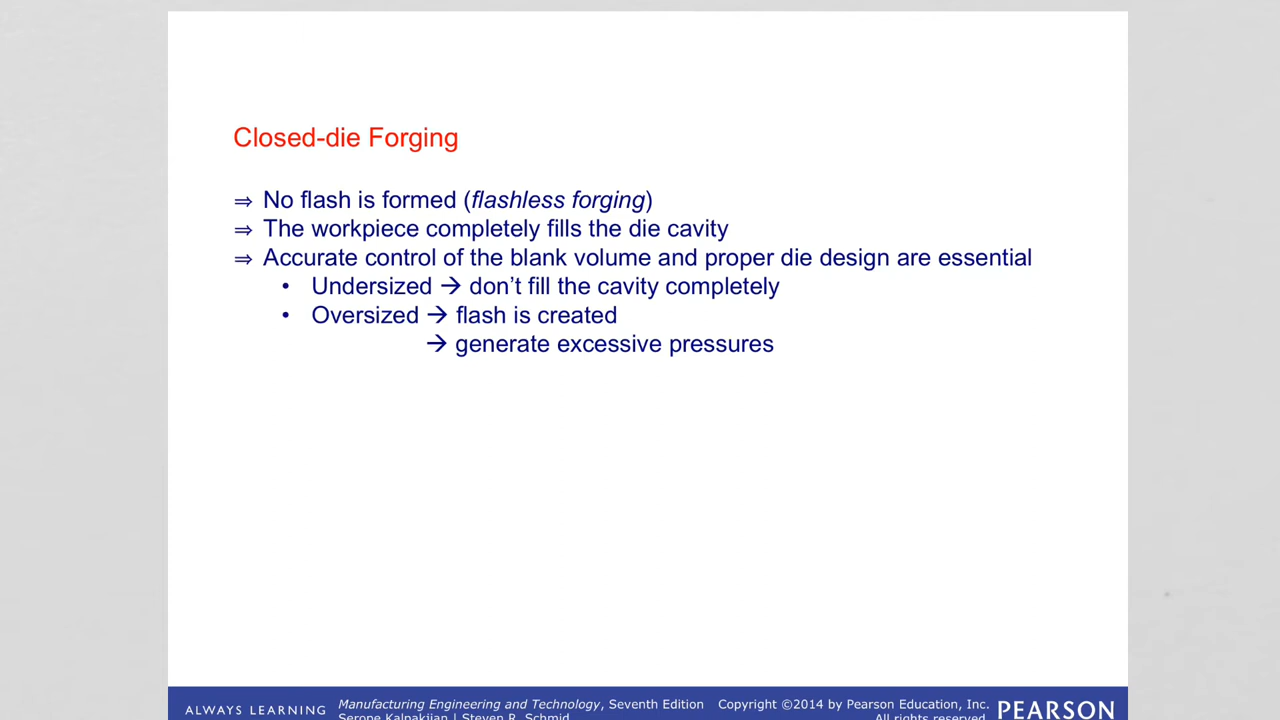 Closed-die Forging
⇒ No flash is formed (flashless forging)
⇒ The workpiece completely fills the die cavity
⇒ Accurate control of the blank volume and proper die design are essential
• Undersized → don’t fill the cavity completely
• Oversized → flash is created
→ generate excessive pressures
ALWAYS LEARNING
Manufacturing Engineering and Technology, Seventh Edition
Serope Kalpakjian | Steven R. Schmid
Copyright ©2014 by Pearson Education, Inc.
All rights reserved.
PEARSON